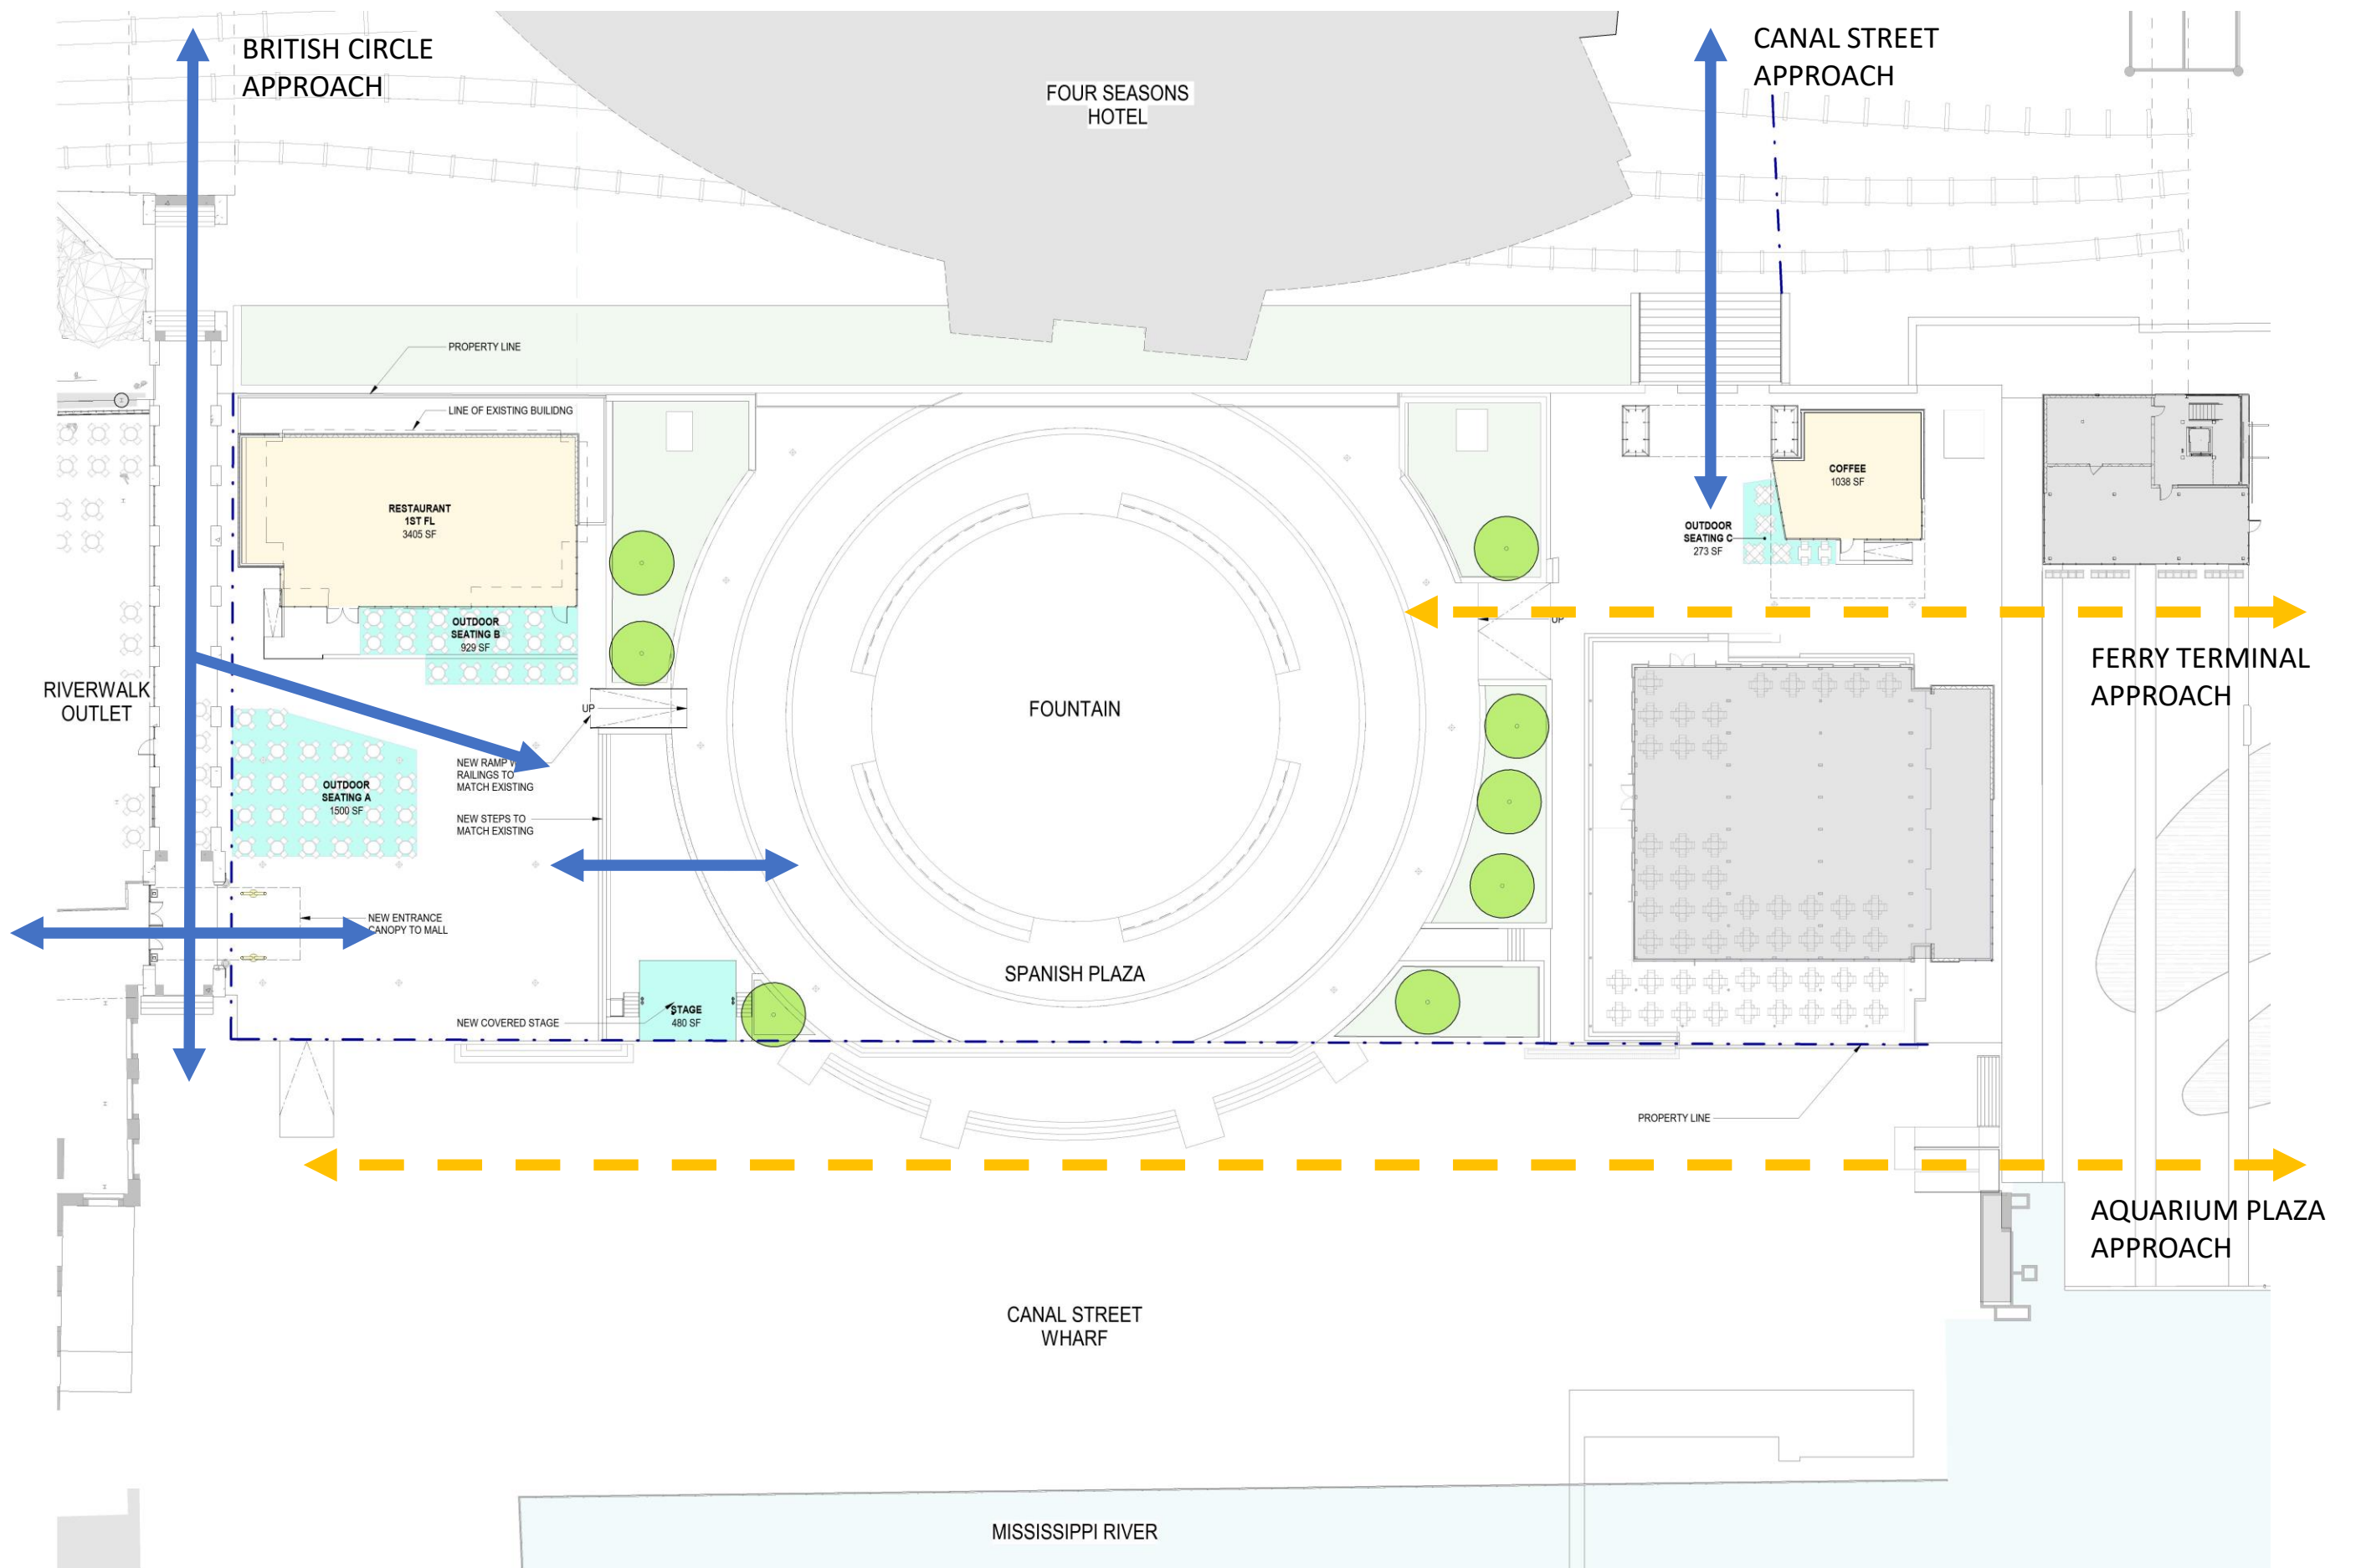 BRITISH CIRCLE
APPROACH
CANAL STREET
APPROACH
FOUR SEASONS
HOTEL
PROPERTY LINE
LINE OF EXISTING BUILIDNG
RESTAURANT
1ST FL
3405 SF
COFFEE
1038 SF
OUTDOOR
SEATING C
273 SF
OUTDOOR
SEATING B
929 SF
UP
FERRY TERMINAL
APPROACH
RIVERWALK
OUTLET
UP
FOUNTAIN
NEW RAMP
RAILINGS TO
MATCH EXISTING
OUTDOOR
SEATING A
1500 SF
NEW STEPS TO
MATCH EXISTING
NEW ENTRANCE
CANOPY TO MALL
SPANISH PLAZA
STAGE
480 SF
NEW COVERED STAGE
PROPERTY LINE
AQUARIUM PLAZA
APPROACH
CANAL STREET
WHARF
MISSISSIPPI RIVER